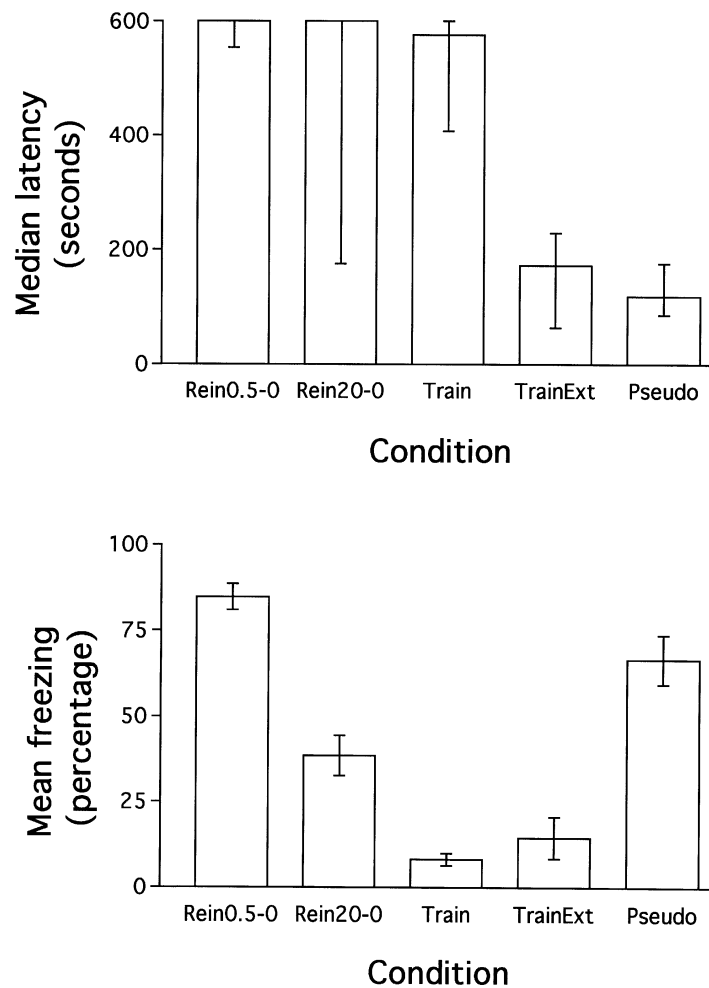 600
400
200
0
Median latency
(seconds)
Rein0.5-0 Rein20-0 Train TrainExt Pseudo
Condition
100
75
50
25
0
Mean freezing
(percentage)
Rein0.5-0 Rein20-0 Train TrainExt Pseudo
Condition